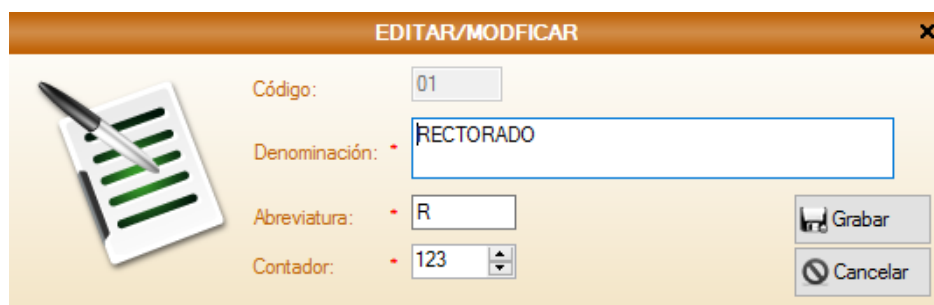 EDITAR/MODFICAR
Código: 01
Denominación: * RECTORADO
Abreviatura: * R
Grabar
Contador: * 123
Cancelar